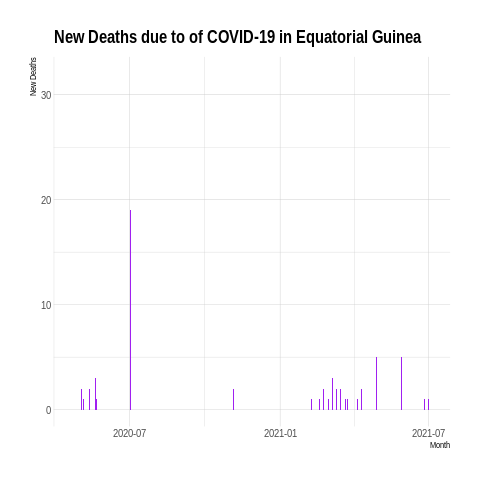 New Deaths due to of COVID-19 in Equatorial Guinea
New Deaths
30
20
10
0
2020-07
2021-01
2021-07
Month